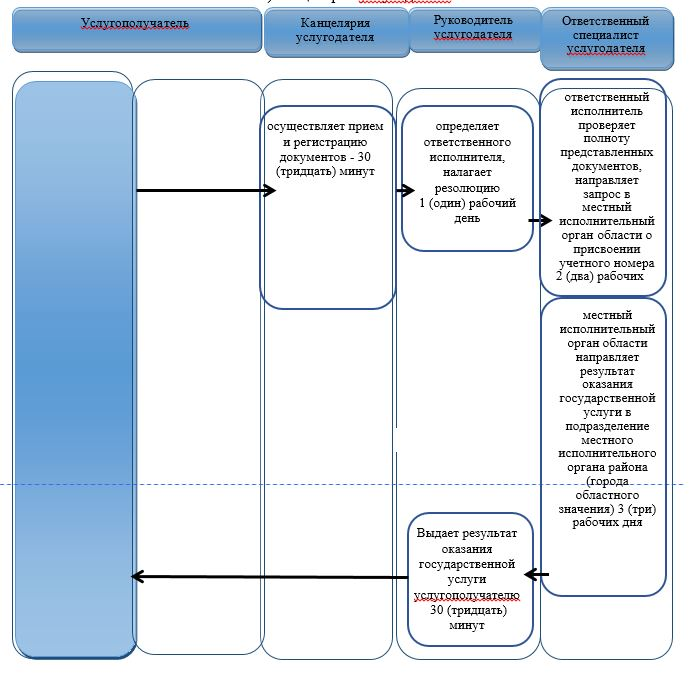 Услугополучатель
Канцелярия
услугодателя
Руководитель
услугодателя
Ответственный
специалист
услугодателя
осуществляет прием
и регистрацию
документов - 30
(тридцать) минут
определяет
ответственного
исполнителя,
налагает
резолюцию
1 (один) рабочий
день
ответственный
исполнитель
проверяет
полноту
представленных
документов,
направляет
запрос в
местный
исполнительный
орган области о
присвоении
учетного номера
2 (два) рабочих
местный
исполнительный
орган области
направляет
результат
оказания
государственной
услуги в
подразделение
местного
исполнительного
органа района
(города
областного
значения) 3 (три)
рабочих дня
Выдает результат
оказания
государственной
услуги
услугополучателю
30 (тридцать)
минут